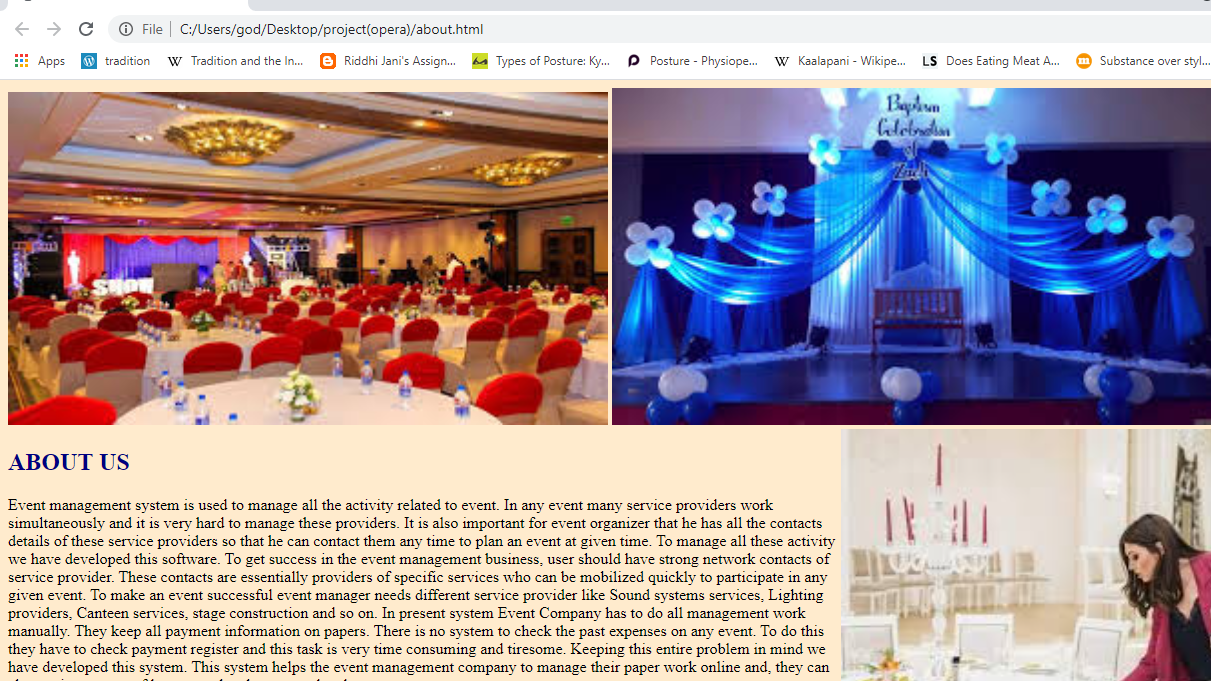 File
C:/Users/god/Desktop/project(opera)/about.html
Apps
tradition
Tradition and the In...
Riddhi Jani's Assign...
Types of Posture: Ky...
Posture - Physiope...
Kaalapani - Wikipe...
LS Does Eating Meat A...
Substance over styl...
Baptism
Celebration
of
Zach
SHOW
ABOUT US
Event management system is used to manage all the activity related to event. In any event many service providers work
simultaneously and it is very hard to manage these providers. It is also important for event organizer that he has all the contacts
details of these service providers so that he can contact them any time to plan an event at given time. To manage all these activity
we have developed this software. To get success in the event management business, user should have strong network contacts of
service provider. These contacts are essentially providers of specific services who can be mobilized quickly to participate in any
given event. To make an event successful event manager needs different service provider like Sound systems services, Lighting
providers, Canteen services, stage construction and so on. In present system Event Company has to do all management work
manually. They keep all payment information on papers. There is no system to check the past expenses on any event. To do this
they have to check payment register and this task is very time consuming and tiresome. Keeping this entire problem in mind we
have developed this system. This system helps the event management company to manage their paper work online and, they can